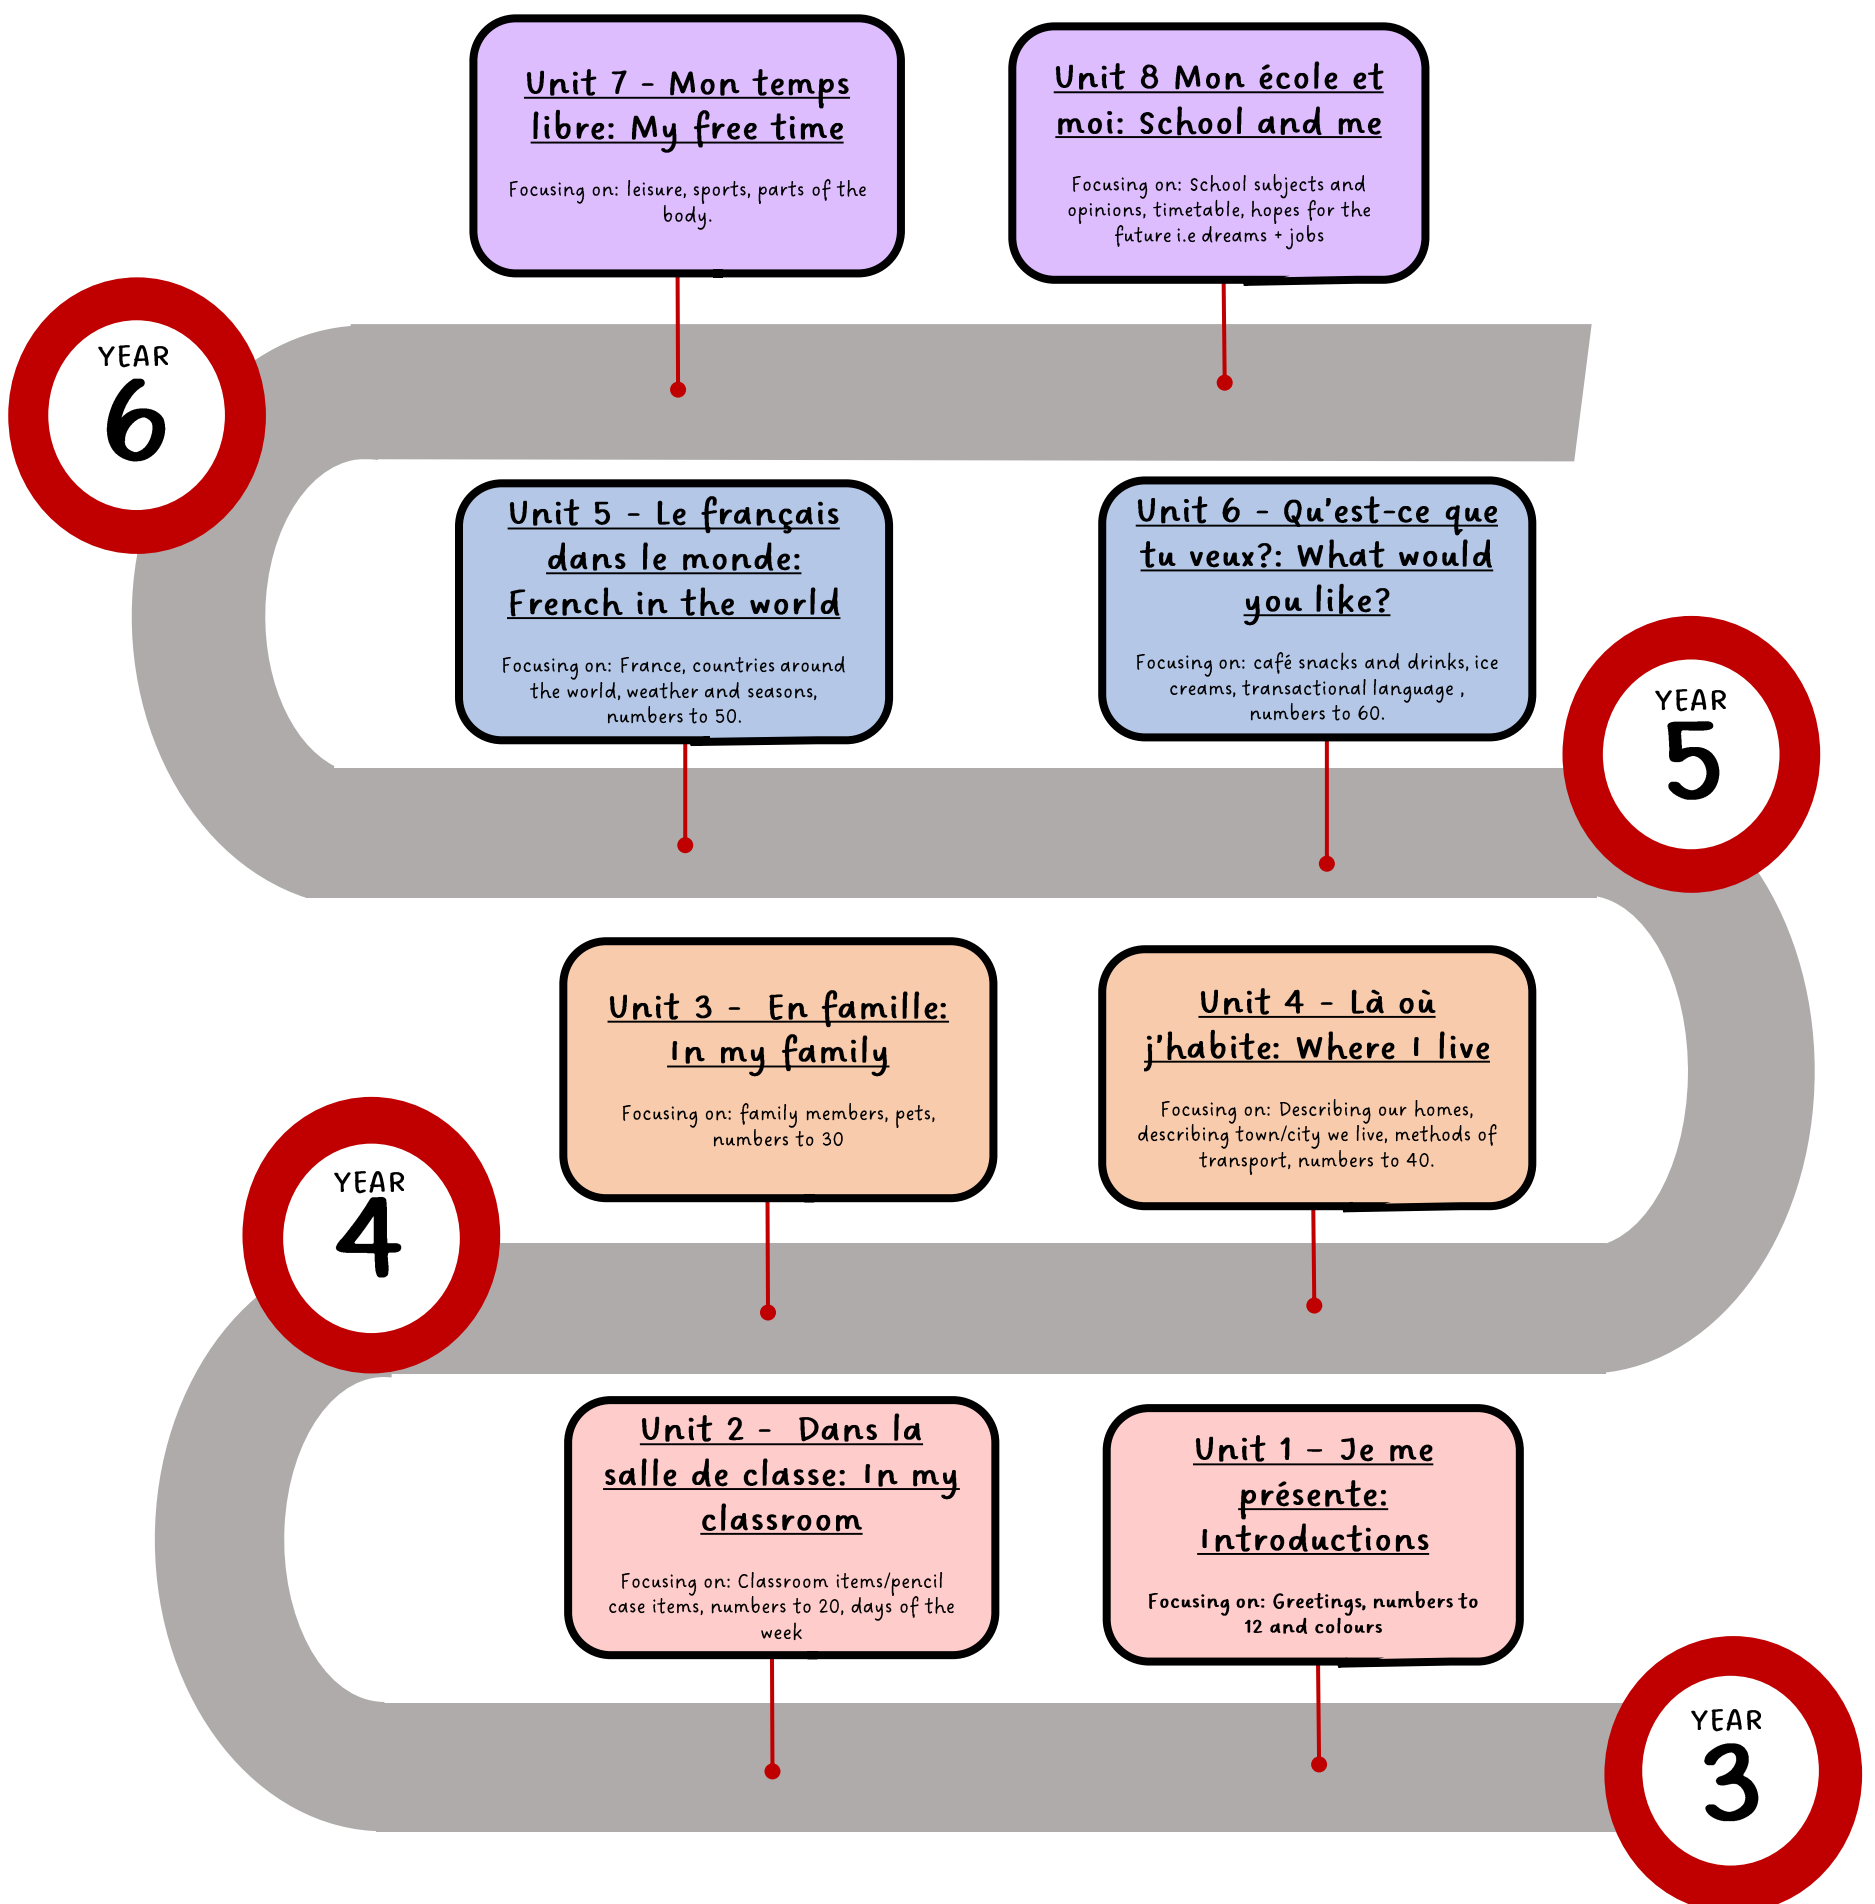 Unit 7 - Mon temps
libre: My free time
Focusing on: leisure, sports, parts of the
body.
Unit 8 Mon école et
moi: School and me
Focusing on: School subjects and
opinions, timetable, hopes for the
future i.e dreams + jobs
YEAR
6
Unit 5 - Le français
dans le monde:
French in the world
Focusing on: France, countries around
the world, weather and seasons,
numbers to 50.
Unit 6 - Qu'est-ce que
tu veux?: What would
you like?
Focusing on: café snacks and drinks, ice
creams, transactional language ,
numbers to 60.
YEAR
5
Unit 3 - En famille:
In my family
Focusing on: family members, pets,
numbers to 30
Unit 4 - Là où
j'habite: Where I live
Focusing on: Describing our homes,
describing town/city we live, methods of
transport, numbers to 40.
YEAR
4
Unit 2 - Dans la
salle de classe: In my
classroom
Focusing on: Classroom items/pencil
case items, numbers to 20, days of the
week
Unit 1 – Je me
présente:
Introductions
Focusing on: Greetings, numbers to
12 and colours
YEAR
3